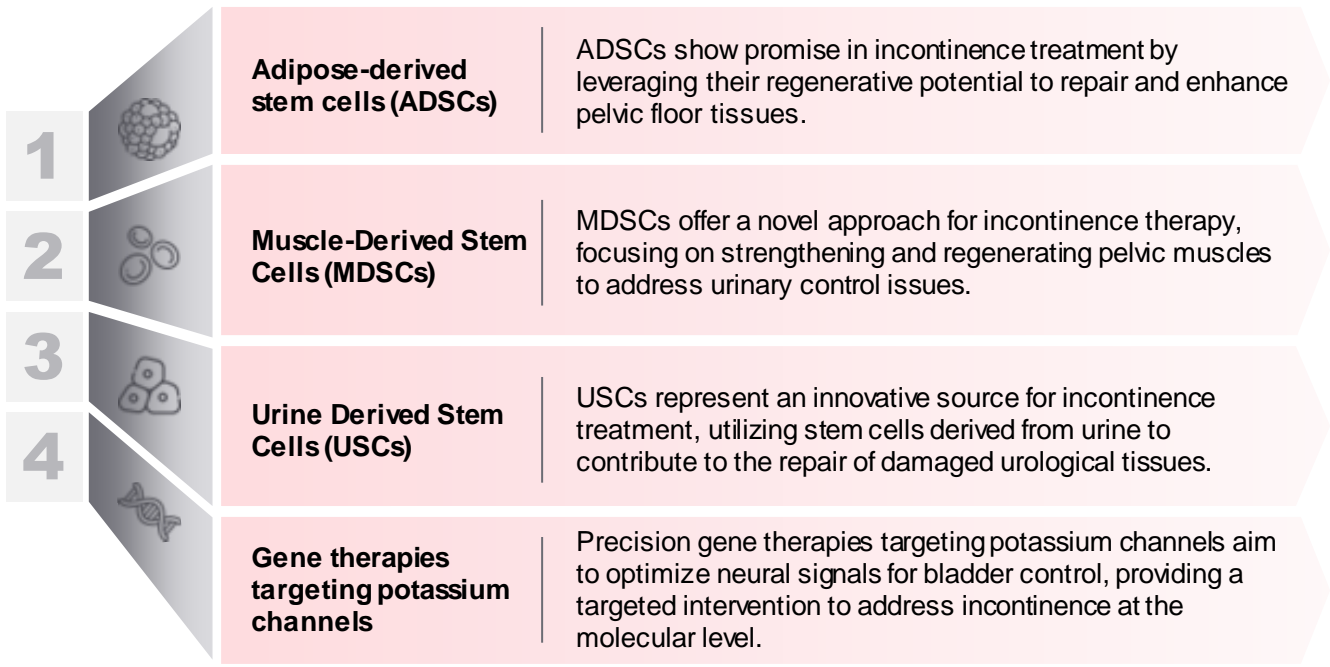 1
Adipose-derived
stem cells (ADSCs)
ADSCs show promise in incontinence treatment by
leveraging their regenerative potential to repair and enhance
pelvic floor tissues.
2
Muscle-Derived Stem
Cells (MDSCs)
MDSCs offer a novel approach for incontinence therapy,
focusing on strengthening and regenerating pelvic muscles
to address urinary control issues.
3
Urine Derived Stem
Cells (USCs)
USCs represent an innovative source for incontinence
treatment, utilizing stem cells derived from urine to
contribute to the repair of damaged urological tissues.
4
Gene therapies
targeting potassium
channels
Precision gene therapies targeting potassium channels aim
to optimize neural signals for bladder control, providing a
targeted intervention to address incontinence at the
molecular level.